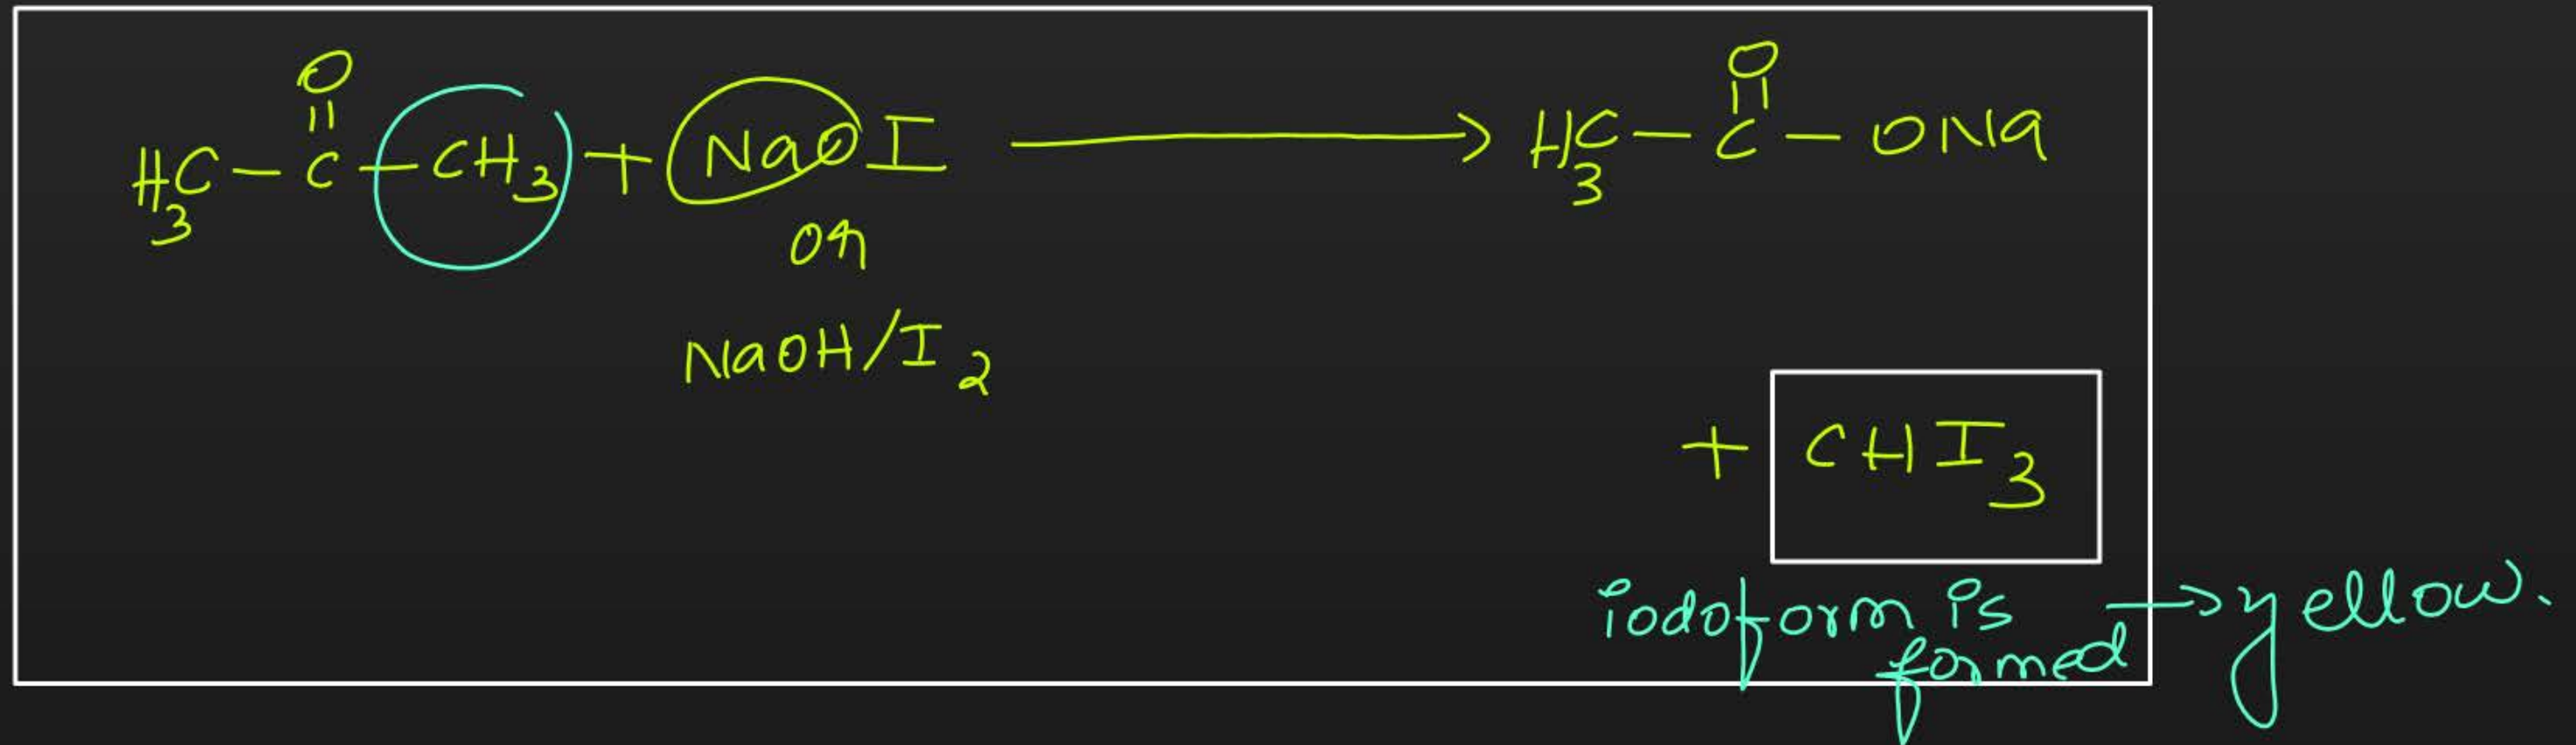 O
||
H3C - C - CH3 + NaOI ⟶ H3C - C - ONa
O
||
or
NaOH/I2
+ CHI3
iodoform is formed → yellow.